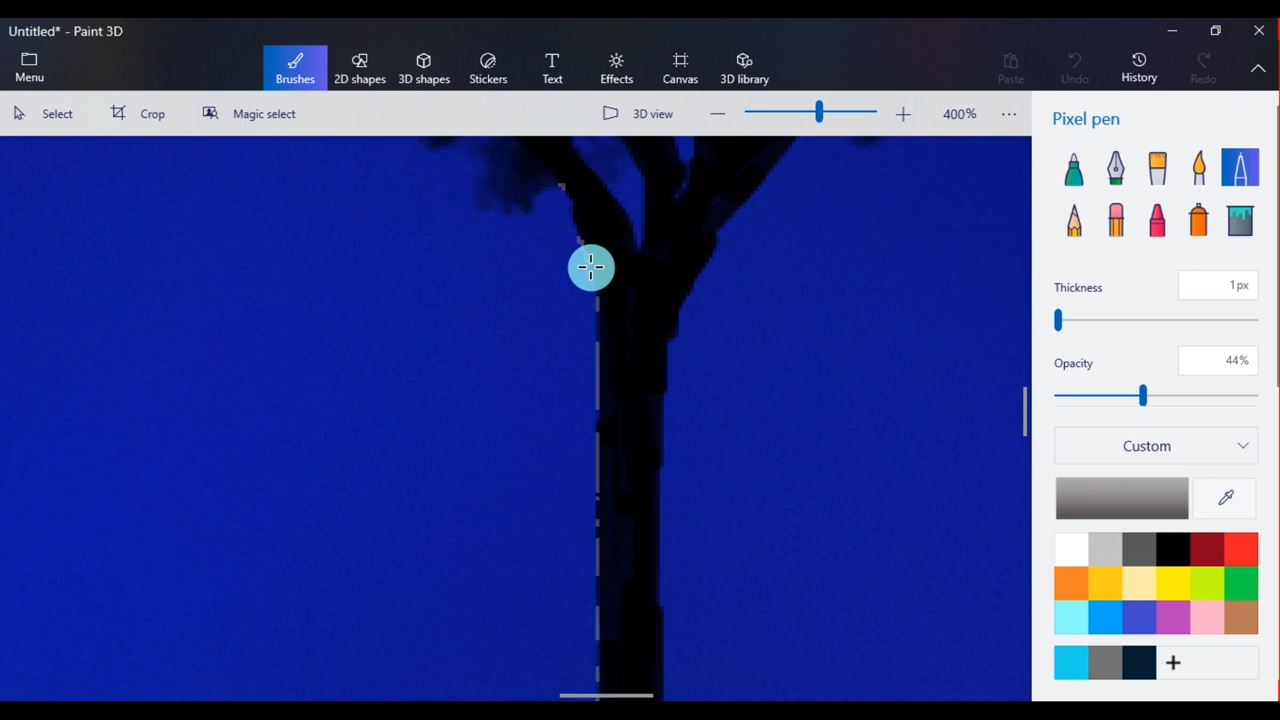 Untitled* - Paint 3D
Menu
Brushes
2D shapes
3D shapes
Stickers
Text
Effects
Canvas
3D library
Paste
Undo
History
Redo
Select
Crop
Magic select
3D view
400%
Pixel pen
Thickness
1px
Opacity
44%
Custom